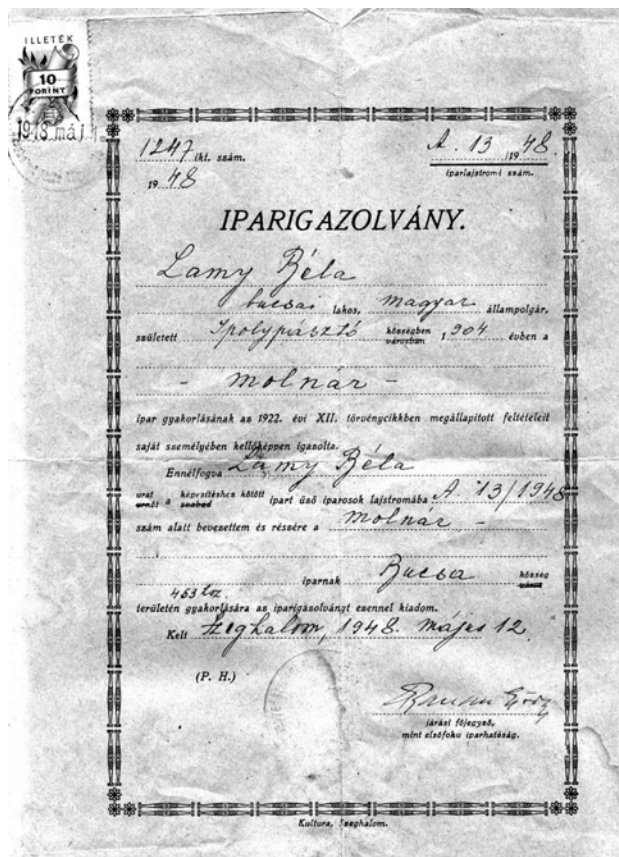 ILLETÉK
10
FORINT
1948 máj
1247 ikt. szám.
1948
A. 13 /1948.
iparlajstromi szám.
IPARIGAZOLVÁNY.
Lamy Béla
bucsai lakos, magyar állampolgár,
született Ipolypásztó községben városban 1904 évben a
- molnár -
ipar gyakorlásának az 1922. évi XII. törvénycikkben megállapított feltételeit
saját személyében kellőképpen igazolta.
Ennélfogva Lamy Béla
urat urnőt a képesítéshez kötött szabad ipart űző iparosok lajstromába A. 13/1948
szám alatt bevezettem és részére a molnár -
iparnak Bucsa község város
453
területén gyakorlására az iparigazolványt ezennel kiadom.
Kelt Szeghalom, 1948. május 12.
(P. H.)
járási főjegyző,
mint elsőfoku iparhatóság.
Kultura, Szeghalom.